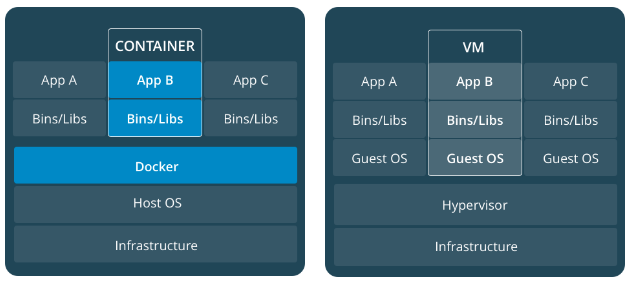 CONTAINER
App A App B App C
Bins/Libs Bins/Libs Bins/Libs
Docker
Host OS
Infrastructure
VM
App A App B App C
Bins/Libs Bins/Libs Bins/Libs
Guest OS Guest OS Guest OS
Hypervisor
Infrastructure